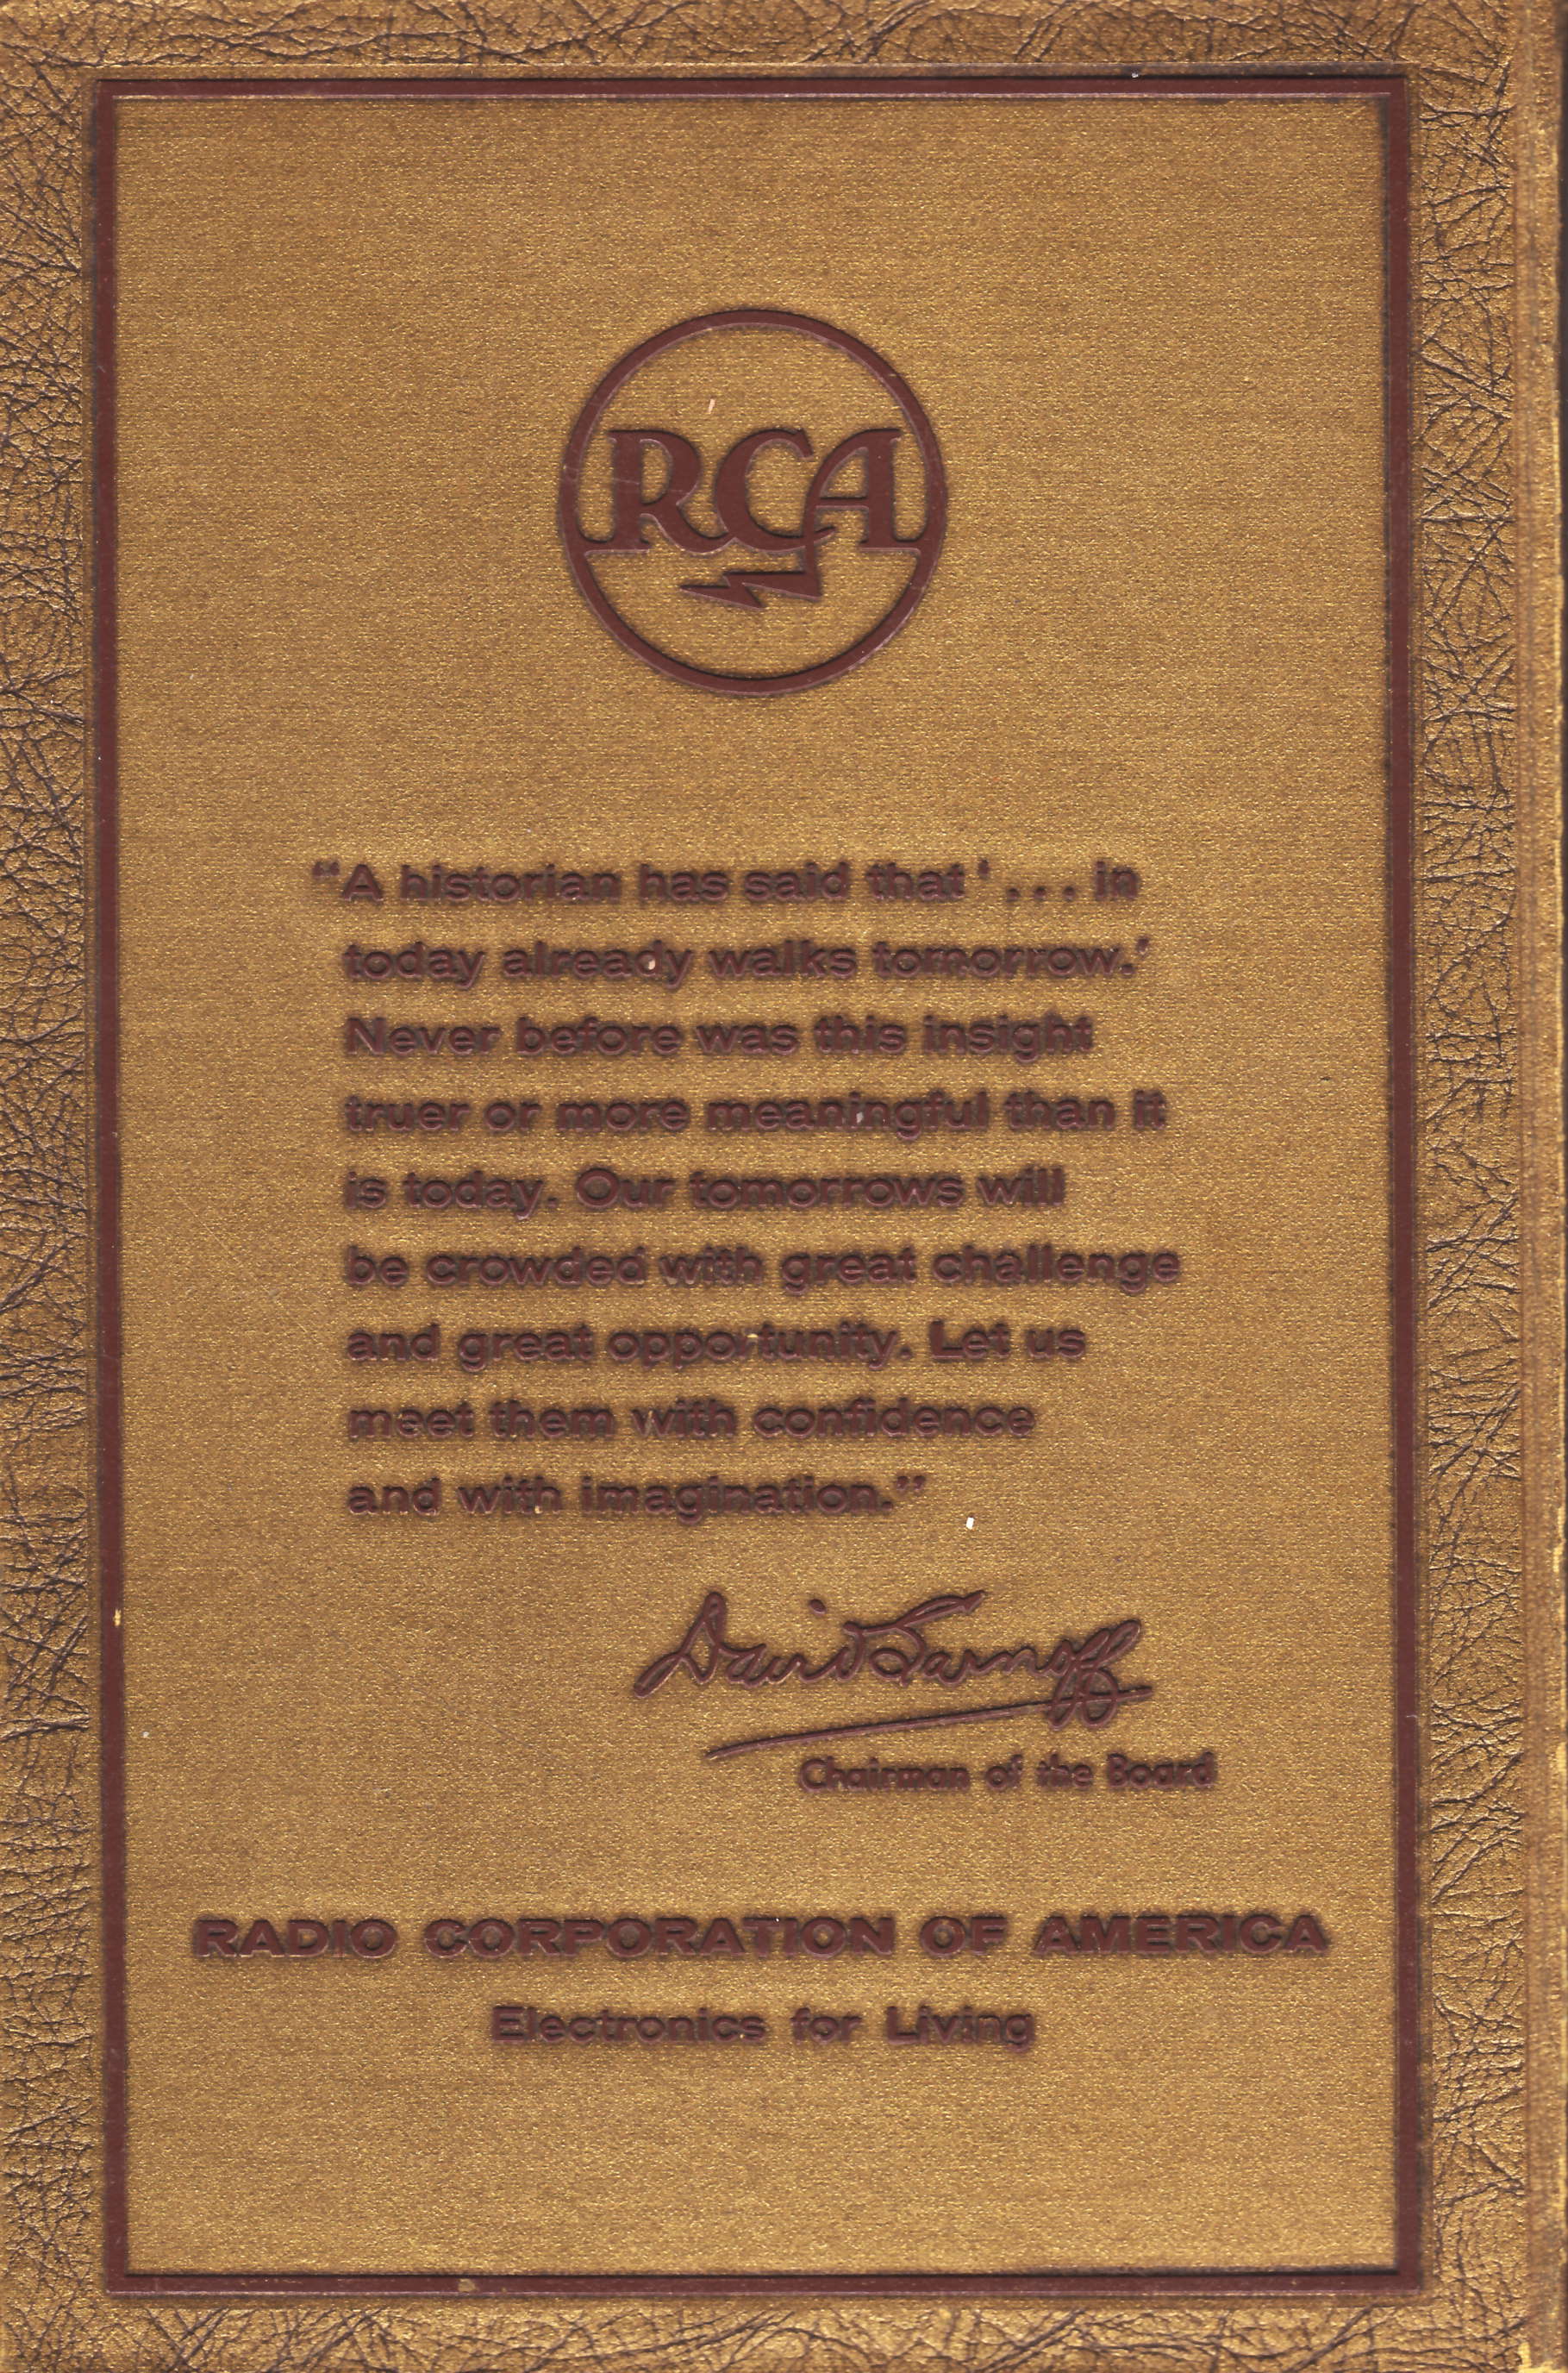 RCA
“A historian has said that ‘... in
today already walks tomorrow.’
Never before was this insight
truer or more meaningful than it
is today. Our tomorrows will
be crowded with great challenge
and great opportunity. Let us
meet them with confidence
and with imagination.”
David Sarnoff
Chairman of the Board
RADIO CORPORATION OF AMERICA
Electronics for Living